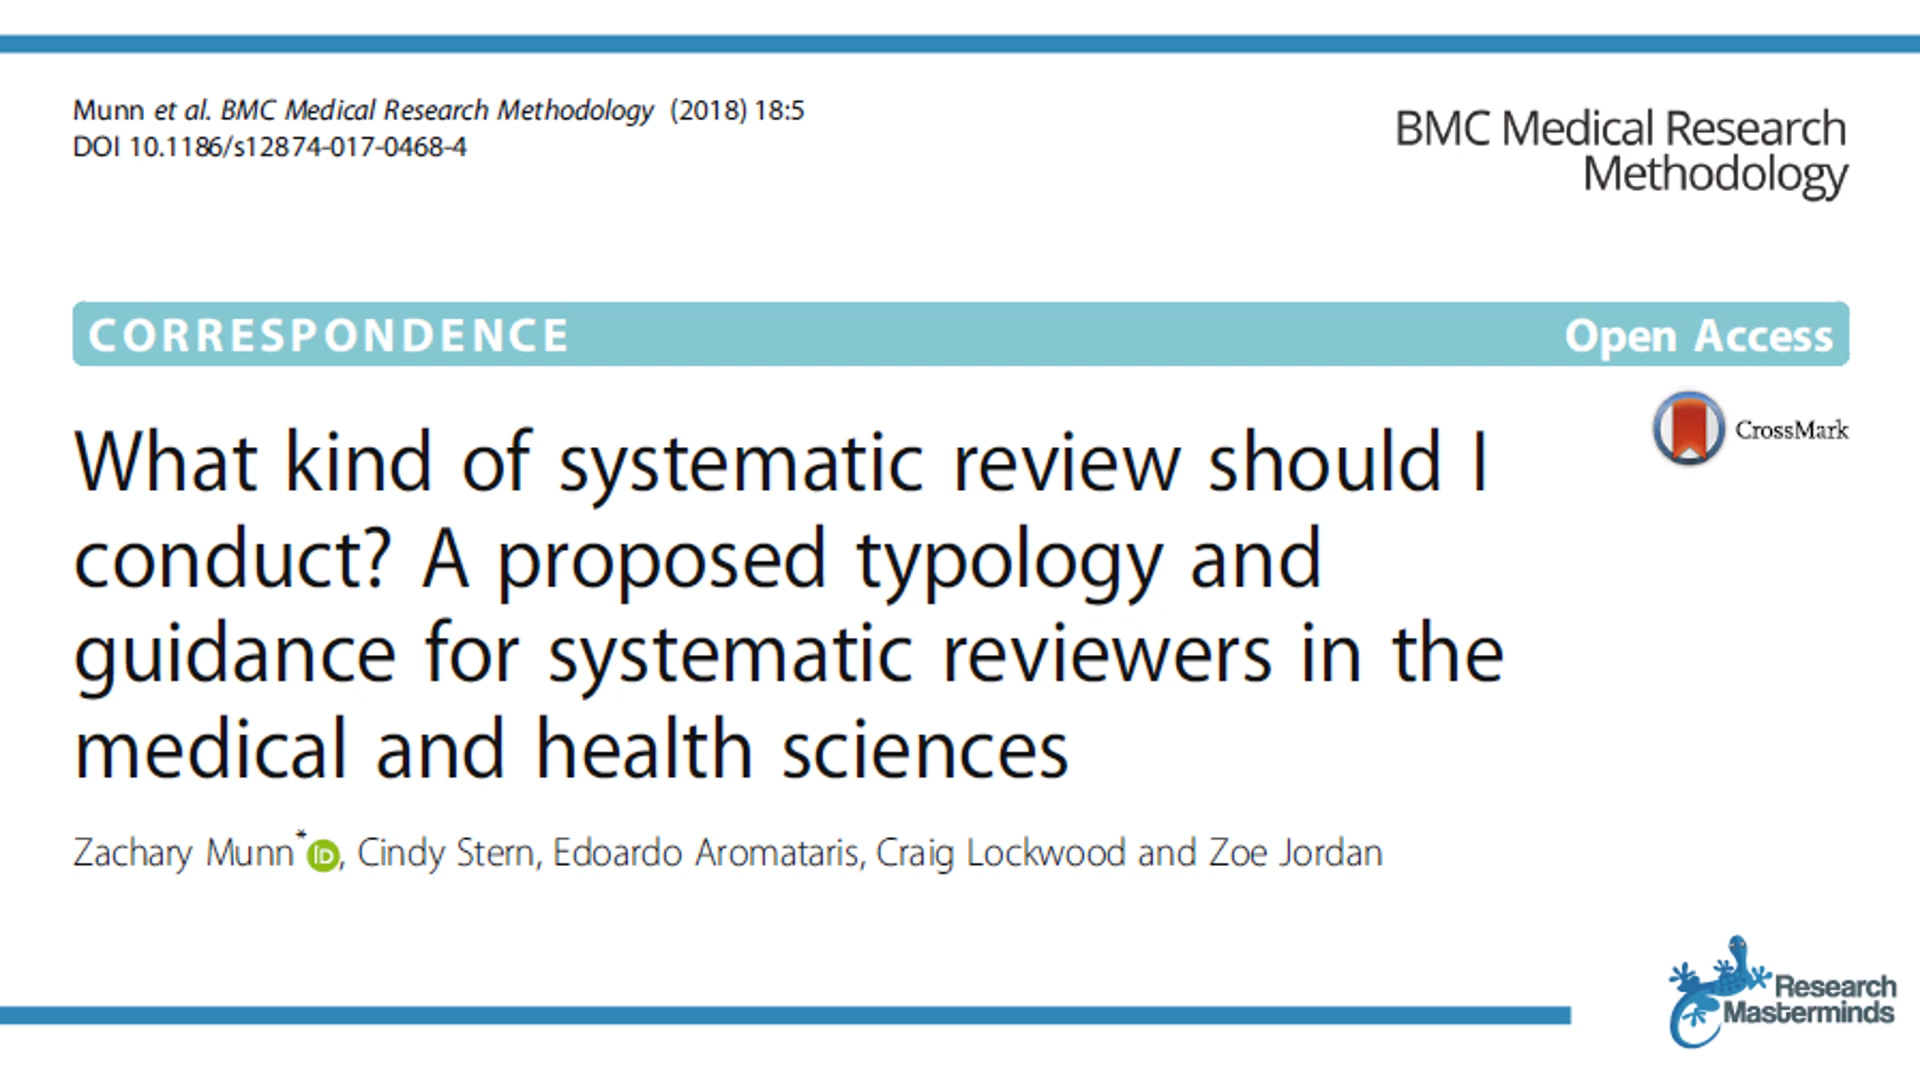 Munn et al. BMC Medical Research Methodology (2018) 18:5
DOI 10.1186/s12874-017-0468-4
BMC Medical Research
Methodology
CORRESPONDENCE
Open Access
CrossMark
What kind of systematic review should I
conduct? A proposed typology and
guidance for systematic reviewers in the
medical and health sciences
Zachary Munn* iD, Cindy Stern, Edoardo Aromataris, Craig Lockwood and Zoe Jordan
Research
Masterminds